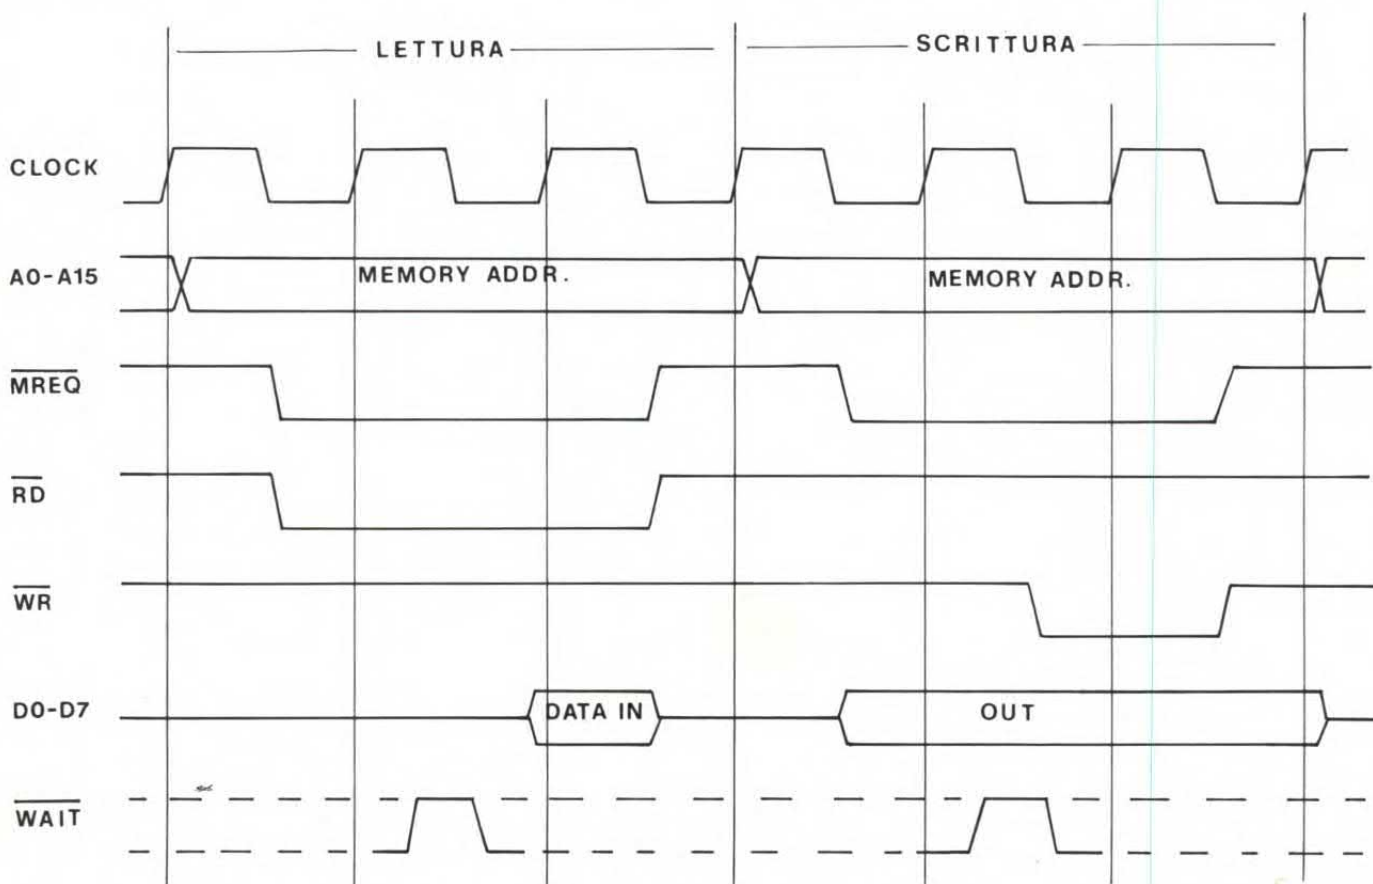 LETTURA SCRITTURA
CLOCK
A0-A15 MEMORY ADDR. MEMORY ADDR.
MREQ
RD
WR
D0-D7 DATA IN OUT
WAIT